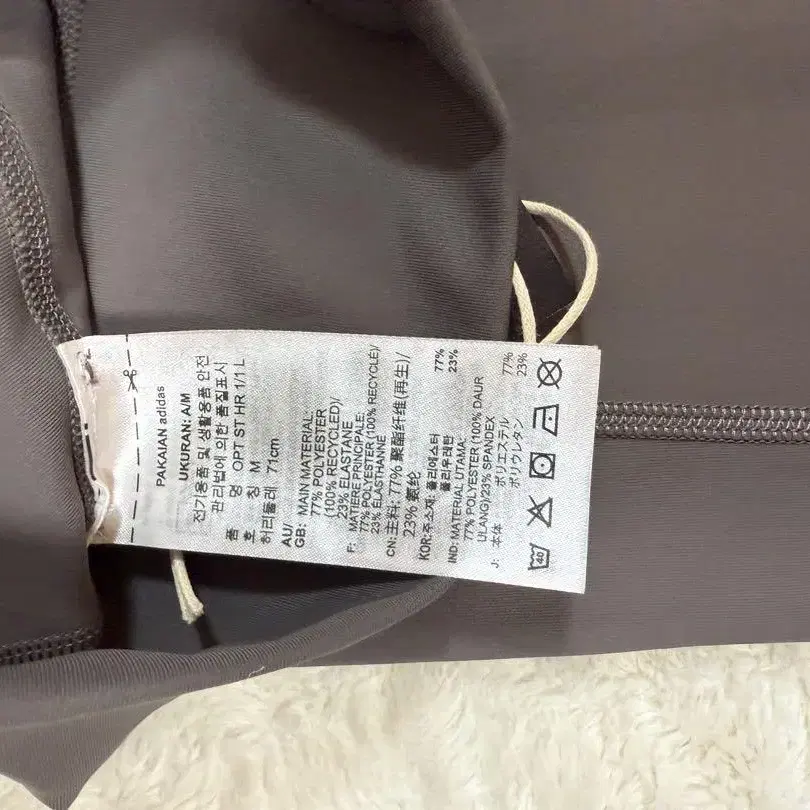 PAKAIAN adidas
UKURAN: A/M
전기용품 및 생활용품 안전
관리법에 의한 품질표시
품 명 OPT ST HR 1/1 L
호 칭 M
허리둘레 71cm
AU/
GB: MAIN MATERIAL:
77% POLYESTER
(100% RECYCLED)/
23% ELASTANE
F: MATIÈRE PRINCIPALE:
77% POLYESTER (100% RECYCLE)/
23% ÉLASTHANNE
CN: 主料: 77% 聚酯纤维(再生)/
23% 氨纶
KOR: 주소재: 폴리에스터 77%
폴리우레탄 23%
IND: MATERIAL UTAMA:
77% POLYESTER (100% DAUR
ULANG)/23% SPANDEX
J: 本体 ポリエステル 77%
ポリウレタン 23%
40